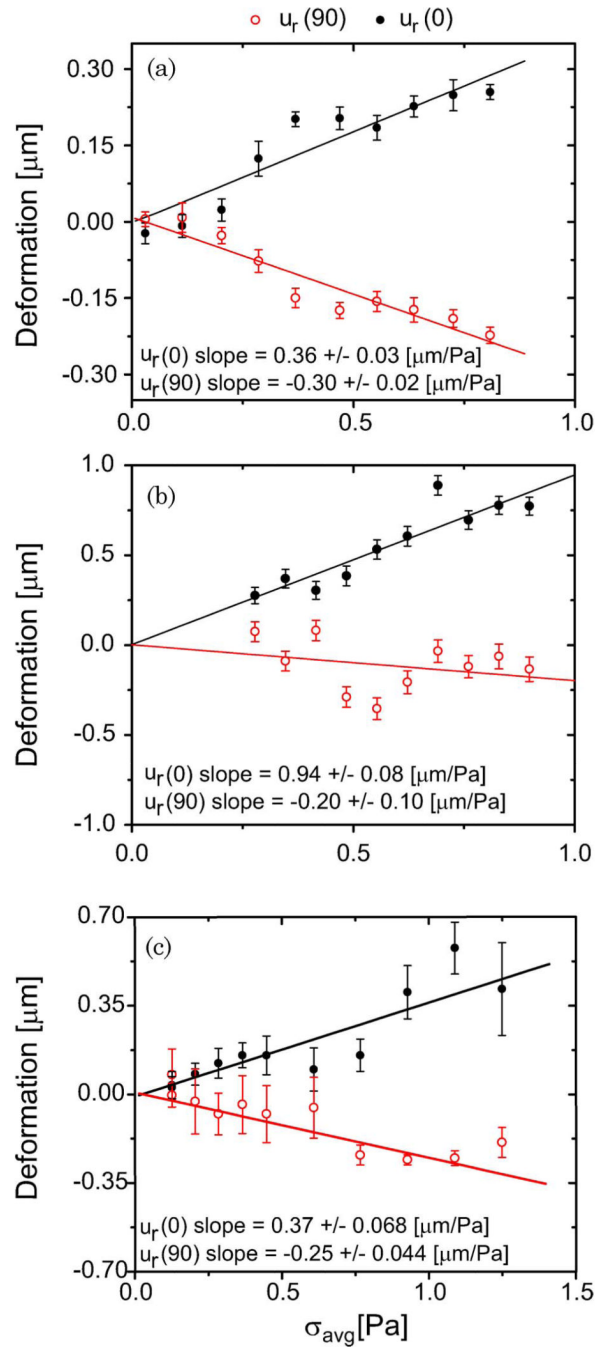 u_r(90) u_r(0)
(a)
Deformation [μm]
0.30
0.15
0.00
-0.15
-0.30
u_r(0) slope = 0.36 +/- 0.03 [μm/Pa]
u_r(90) slope = -0.30 +/- 0.02 [μm/Pa]
0.0 0.5 1.0
(b)
Deformation [μm]
1.0
0.5
0.0
-0.5
-1.0
u_r(0) slope = 0.94 +/- 0.08 [μm/Pa]
u_r(90) slope = -0.20 +/- 0.10 [μm/Pa]
0.0 0.5 1.0
(c)
Deformation [μm]
0.70
0.35
0.00
-0.35
-0.70
u_r(0) slope = 0.37 +/- 0.068 [μm/Pa]
u_r(90) slope = -0.25 +/- 0.044 [μm/Pa]
0.0 0.5 1.0 1.5
σ_avg[Pa]